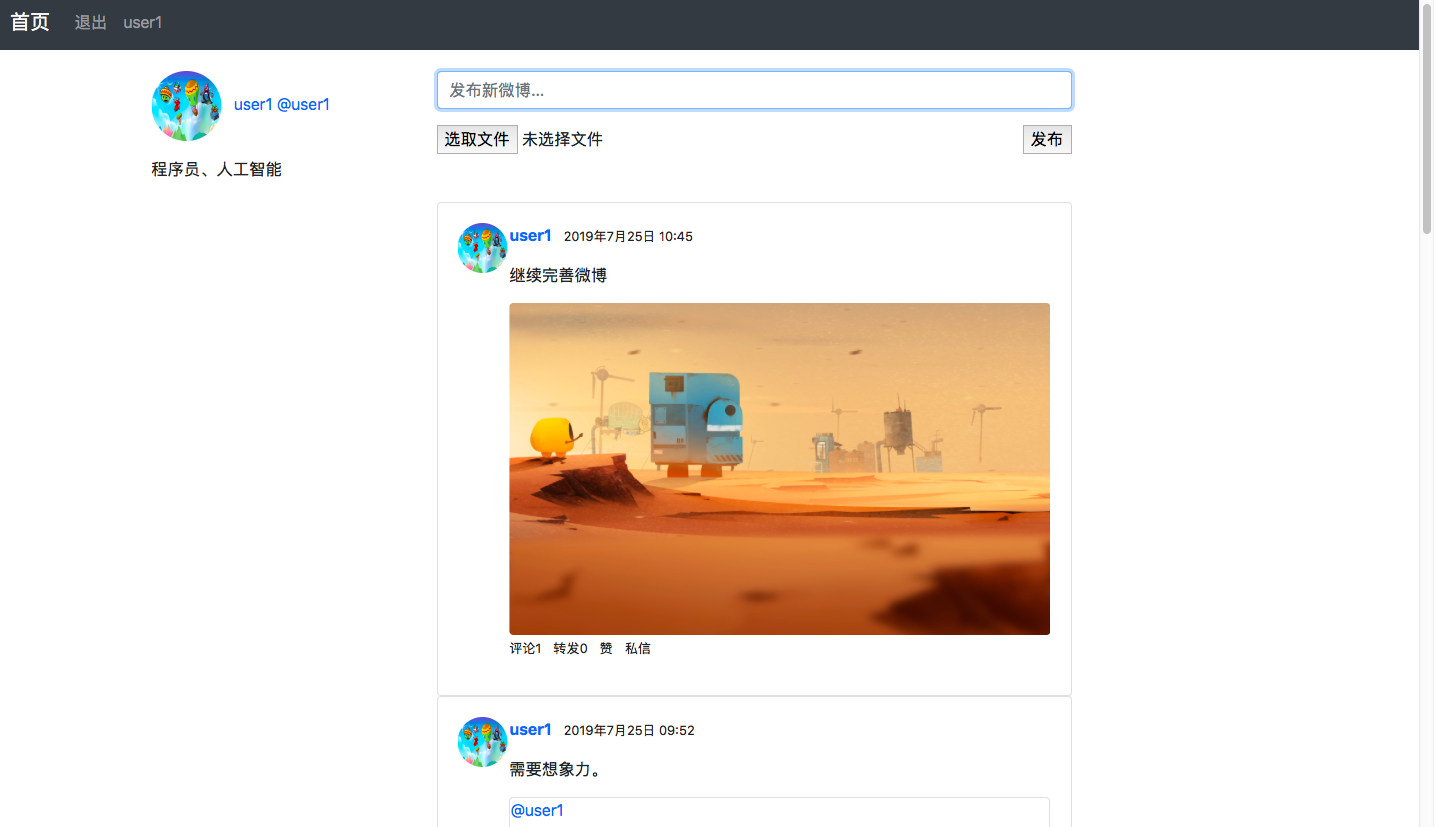 首页 退出 user1
user1 @user1
程序员、人工智能
发布新微博...
选取文件 未选择文件 发布
user1 2019年7月25日 10:45
继续完善微博
评论1 转发0 赞 私信
user1 2019年7月25日 09:52
需要想象力。
@user1